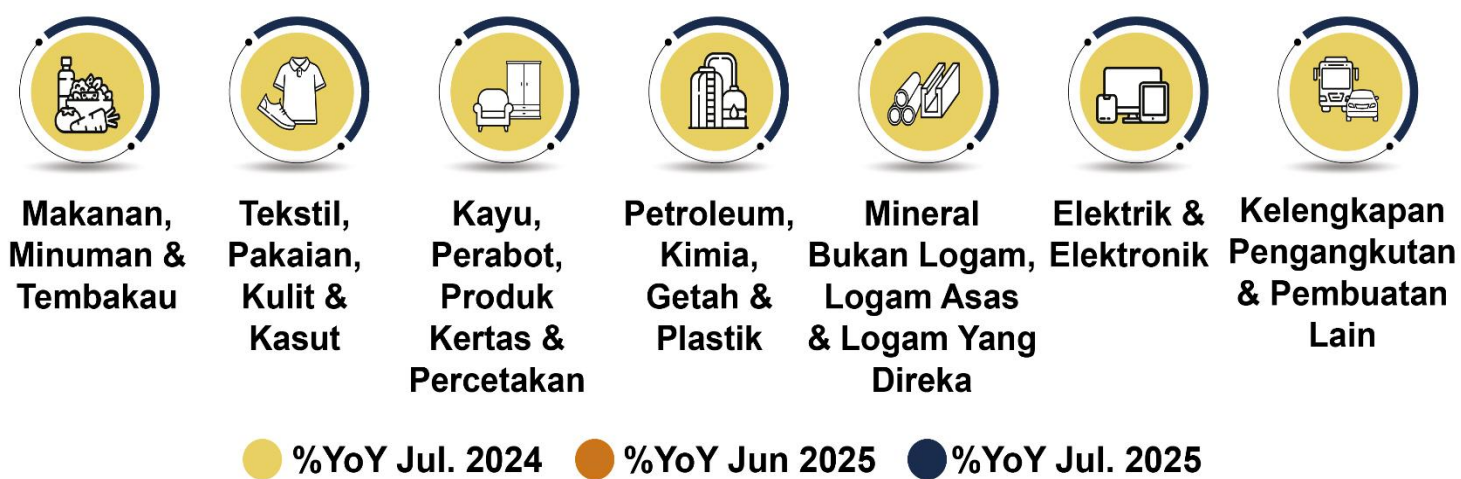 Makanan,
Minuman &
Tembakau
Tekstil,
Pakaian,
Kulit &
Kasut
Kayu,
Perabot,
Produk
Kertas &
Percetakan
Petroleum,
Kimia,
Getah &
Plastik
Mineral
Bukan Logam,
Logam Asas
& Logam Yang
Direka
Elektrik &
Elektronik
Kelengkapan
Pengangkutan
& Pembuatan
Lain
%YoY Jul. 2024
%YoY Jun 2025
%YoY Jul. 2025